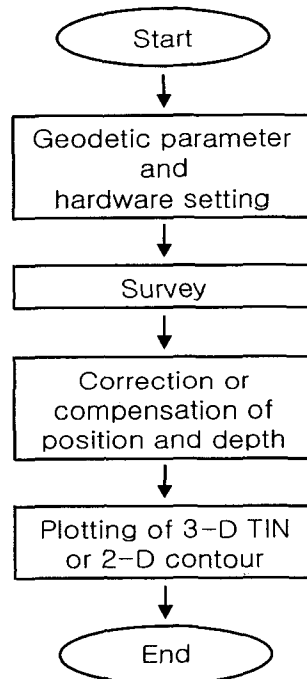 Start
Geodetic parameter
and
hardware setting
Survey
Correction or
compensation of
position and depth
Plotting of 3-D TIN
or 2-D contour
End